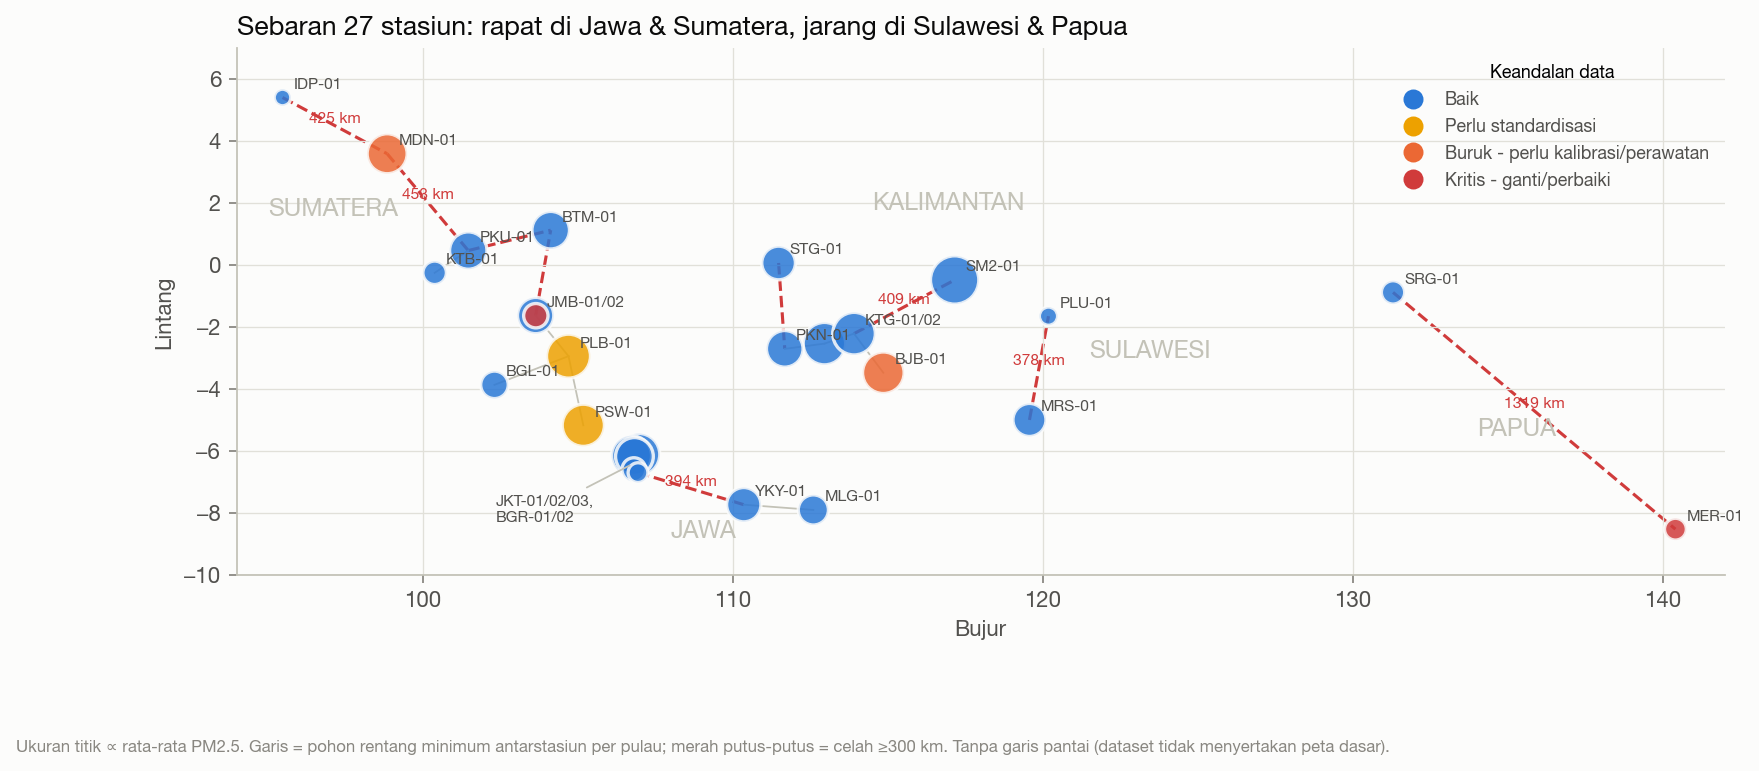 Sebaran 27 stasiun: rapat di Jawa & Sumatera, jarang di Sulawesi & Papua
Keandalan data
Baik
Perlu standardisasi
Buruk - perlu kalibrasi/perawatan
Kritis - ganti/perbaiki
IDP-01
425 km
MDN-01
458 km
SUMATERA
KALIMANTAN
BTM-01
PKU-01
KTB-01
STG-01
SM2-01
SRG-01
JMB-01/02
409 km
PLU-01
KTG-01/02
PKN-01
PLB-01
BJB-01
378 km
SULAWESI
BGL-01
PSW-01
MRS-01
1319 km
PAPUA
394 km
JKT-01/02/03,
BGR-01/02
YKY-01
MLG-01
JAWA
MER-01
6
4
2
0
−2
−4
−6
−8
−10
Lintang
100
110
120
130
140
Bujur
Ukuran titik ∝ rata-rata PM2.5. Garis = pohon rentang minimum antarstasiun per pulau; merah putus-putus = celah ≥300 km. Tanpa garis pantai (dataset tidak menyertakan peta dasar).